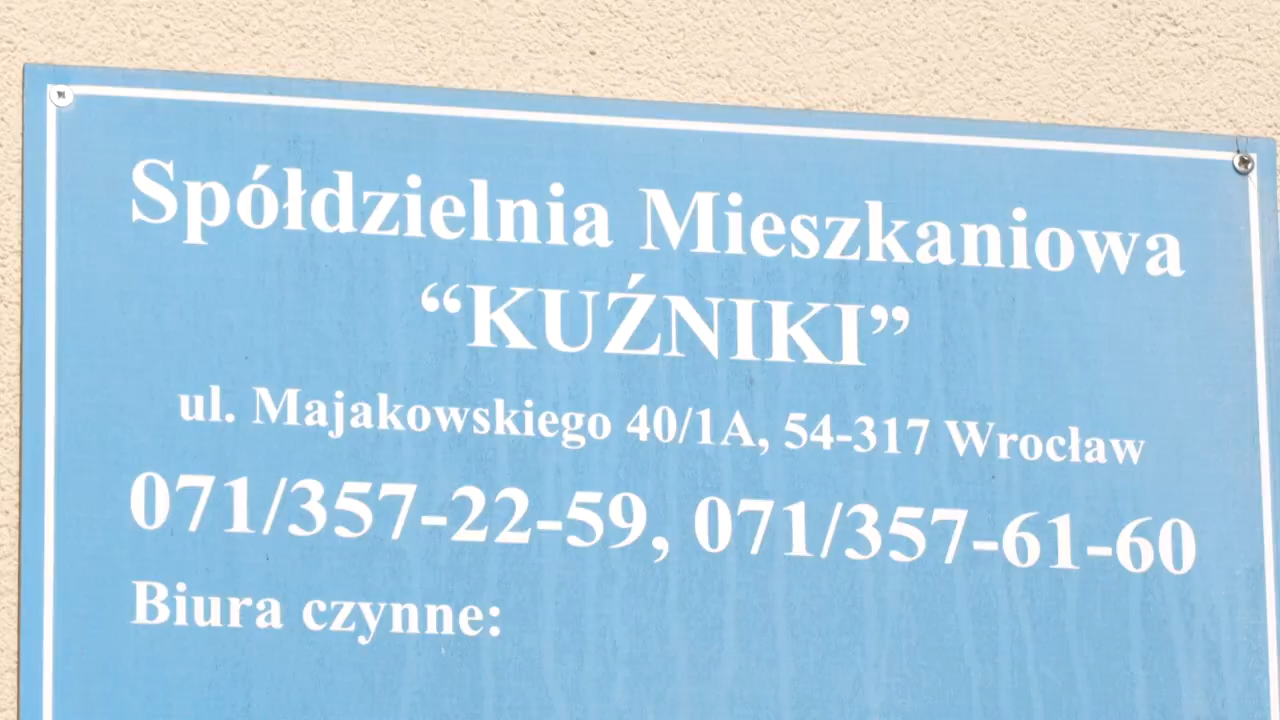 Spółdzielnia Mieszkaniowa
“KUŹNIKI”
ul. Majakowskiego 40/1A, 54-317 Wrocław
071/357-22-59, 071/357-61-60
Biura czynne: